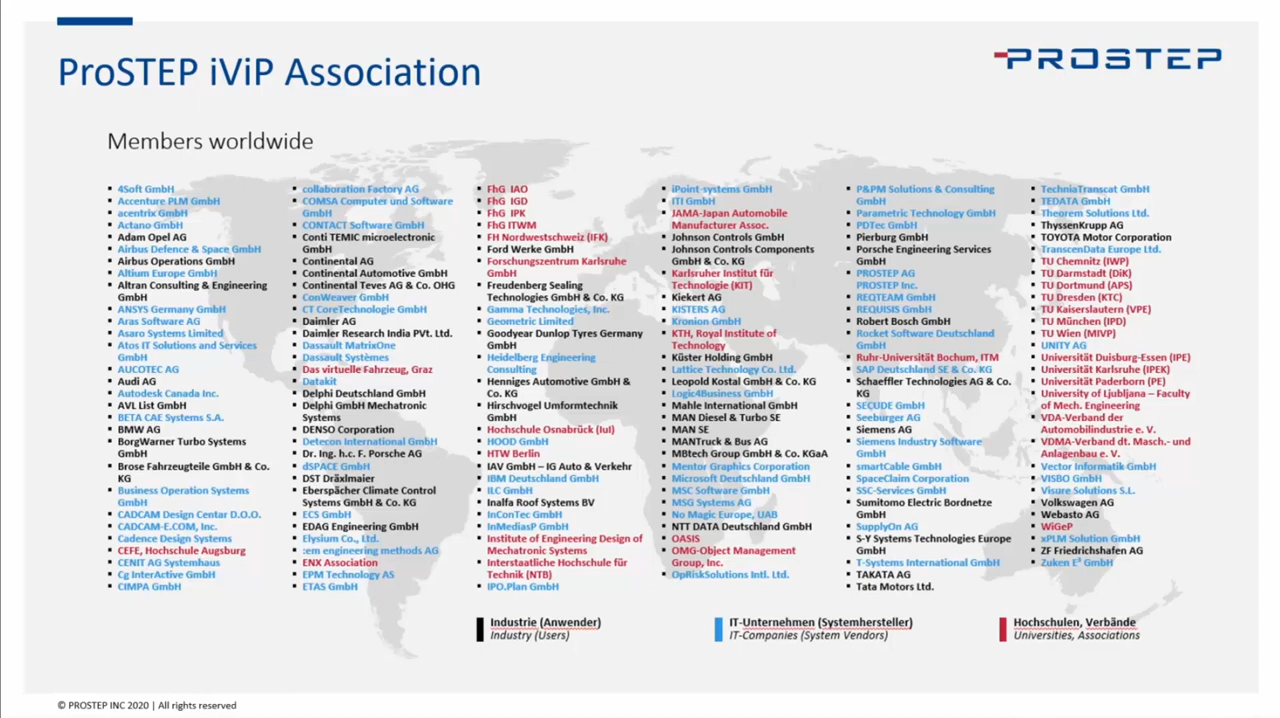 ProSTEP iViP Association
PROSTEP
Members worldwide
4Soft GmbH
Accenture PLM GmbH
acentrix GmbH
Actano GmbH
Adam Opel AG
Airbus Defence & Space GmbH
Airbus Operations GmbH
Altium Europe GmbH
Altran Consulting & Engineering
GmbH
ANSYS Germany GmbH
Aras Software AG
Asaro Systems Limited
Atos IT Solutions and Services
GmbH
AUCOTEC AG
Audi AG
Autodesk Canada Inc.
AVL List GmbH
BETA CAE Systems S.A.
BMW AG
BorgWarner Turbo Systems
GmbH
Brose Fahrzeugteile GmbH & Co.
KG
Business Operation Systems
GmbH
CADCAM Design Centar D.O.O.
CADCAM-E.COM, Inc.
Cadence Design Systems
CEFE, Hochschule Augsburg
CENIT AG Systemhaus
Cg InterActive GmbH
CIMPA GmbH
collaboration Factory AG
COMSA Computer und Software
GmbH
CONTACT Software GmbH
Conti TEMIC microelectronic
GmbH
Continental AG
Continental Automotive GmbH
Continental Teves AG & Co. OHG
ConWeaver GmbH
CT CoreTechnologie GmbH
Daimler AG
Daimler Research India PVt. Ltd.
Dassault MatrixOne
Dassault Systèmes
Das virtuelle Fahrzeug, Graz
Datakit
Delphi Deutschland GmbH
Delphi GmbH Mechatronic
Systems
DENSO Corporation
Detecon International GmbH
Dr. Ing. h.c. F. Porsche AG
dSPACE GmbH
DST Dräxlmaier
Eberspächer Climate Control
Systems GmbH & Co. KG
ECS GmbH
EDAG Engineering GmbH
Elysium Co., Ltd.
:em engineering methods AG
ENX Association
EPM Technology AS
ETAS GmbH
FhG IAO
FhG IGD
FhG IPK
FhG ITWM
FH Nordwestschweiz (IFK)
Ford Werke GmbH
Forschungszentrum Karlsruhe
GmbH
Freudenberg Sealing
Technologies GmbH & Co. KG
Gamma Technologies, Inc.
Geometric Limited
Goodyear Dunlop Tyres Germany
GmbH
Heidelberg Engineering
Consulting
Henniges Automotive GmbH &
Co. KG
Hirschvogel Umformtechnik
GmbH
Hochschule Osnabrück (IuI)
HOOD GmbH
HTW Berlin
IAV GmbH – IG Auto & Verkehr
IBM Deutschland GmbH
ILC GmbH
Inalfa Roof Systems BV
InConTec GmbH
InMediasP GmbH
Institute of Engineering Design of
Mechatronic Systems
Interstaatliche Hochschule für
Technik (NTB)
IPO.Plan GmbH
iPoint-systems GmbH
ITI GmbH
JAMA-Japan Automobile
Manufacturer Assoc.
Johnson Controls GmbH
Johnson Controls Components
GmbH & Co. KG
Karlsruher Institut für
Technologie (KIT)
Kiekert AG
KISTERS AG
Kronion GmbH
KTH, Royal Institute of
Technology
Küster Holding GmbH
Lattice Technology Co. Ltd.
Leopold Kostal GmbH & Co. KG
Logic4Business GmbH
Mahle International GmbH
MAN Diesel & Turbo SE
MAN SE
MANTruck & Bus AG
MBtech Group GmbH & Co. KGaA
Mentor Graphics Corporation
Microsoft Deutschland GmbH
MSC Software GmbH
MSG Systems AG
No Magic Europe, UAB
NTT DATA Deutschland GmbH
OASIS
OMG-Object Management
Group, Inc.
OpRiskSolutions Intl. Ltd.
P&PM Solutions & Consulting
GmbH
Parametric Technology GmbH
PDTec GmbH
Pierburg GmbH
Porsche Engineering Services
GmbH
PROSTEP AG
PROSTEP Inc.
REQTEAM GmbH
REQUISIS GmbH
Robert Bosch GmbH
Rocket Software Deutschland
GmbH
Ruhr-Universität Bochum, ITM
SAP Deutschland SE & Co. KG
Schaeffler Technologies AG & Co.
KG
SECUDE GmbH
Seeburger AG
Siemens AG
Siemens Industry Software
GmbH
smartCable GmbH
SpaceClaim Corporation
SSC-Services GmbH
Sumitomo Electric Bordnetze
GmbH
SupplyOn AG
S-Y Systems Technologies Europe
GmbH
T-Systems International GmbH
TAKATA AG
Tata Motors Ltd.
TechniaTranscat GmbH
TEDATA GmbH
Theorem Solutions Ltd.
ThyssenKrupp AG
TOYOTA Motor Corporation
TranscenData Europe Ltd.
TU Chemnitz (IWP)
TU Darmstadt (DiK)
TU Dortmund (APS)
TU Dresden (KTC)
TU Kaiserslautern (VPE)
TU München (IPD)
TU Wien (MIVP)
UNITY AG
Universität Duisburg-Essen (IPE)
Universität Karlsruhe (IPEK)
Universität Paderborn (PE)
University of Ljubljana – Faculty
of Mech. Engineering
VDA-Verband der
Automobilindustrie e. V.
VDMA-Verband dt. Masch.- und
Anlagenbau e. V.
Vector Informatik GmbH
VISBO GmbH
Visure Solutions S.L.
Volkswagen AG
Webasto AG
WiGeP
xPLM Solution GmbH
ZF Friedrichshafen AG
Zuken E³ GmbH
Industrie (Anwender)
Industry (Users)
IT-Unternehmen (Systemhersteller)
IT-Companies (System Vendors)
Hochschulen, Verbände
Universities, Associations
© PROSTEP INC 2020 | All rights reserved